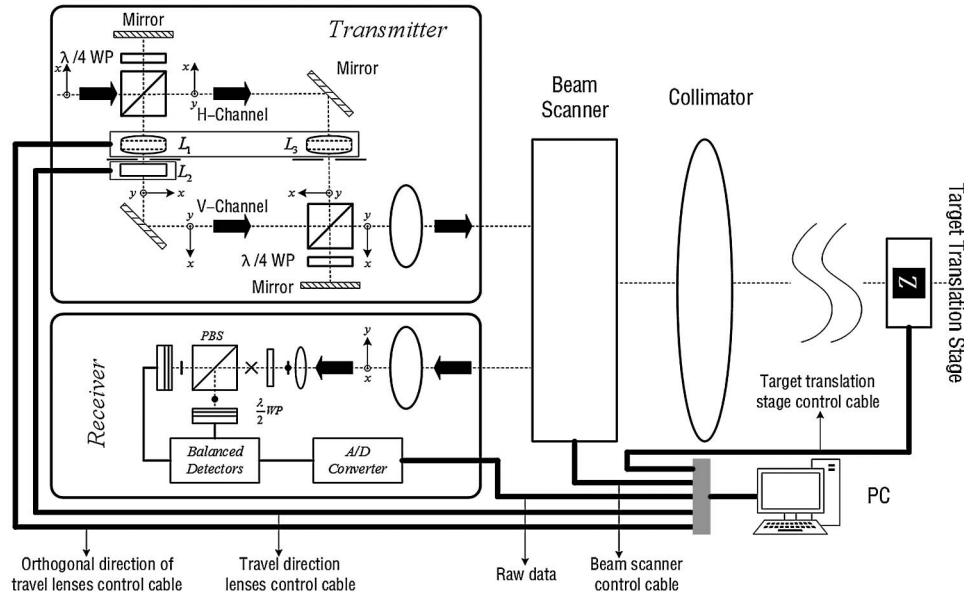 Mirror
Transmitter
λ/4 WP
x
y
x
y
H–Channel
Mirror
Beam
Scanner
Collimator
L1
L3
L2
y
x
x
y
V–Channel
y
x
y
x
λ/4 WP
Mirror
Z
Target Translation
Stage
Receiver
PBS
y
x
λ/2 WP
Balanced
Detectors
A/D
Converter
Target translation
stage control cable
PC
Orthogonal direction of
travel lenses control cable
Travel direction
lenses control cable
Raw data
Beam scanner
control cable